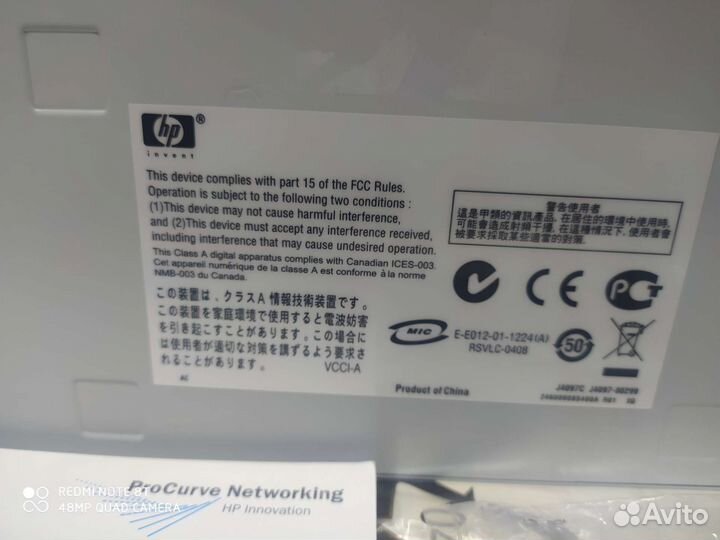 hp
®
invent
This device complies with part 15 of the FCC Rules.
Operation is subject to the following two conditions :
(1)This device may not cause harmful interference,
and (2)This device must accept any interference received,
including interference that may cause undesired operation.
This Class A digital apparatus complies with Canadian ICES-003.
Cet appareil numérique de la classe A est conforme à la norme
NMB-003 du Canada.
この装置は、クラスA 情報技術装置です。
この装置を家庭環境で使用すると電波妨害
を引き起こすことがあります。この場合に
は使用者が適切な対策を講ずるよう要求さ
れることがあります。
VCCI-A
AC
警告使用者
這是甲類的資訊產品,在居住的環境中使用時,
可能會造成射頻干擾,在這種情況下,使用者會
被要求採取某些適當的對策。
N
CE
PCT
MIC
E-E012-01-1224(A)
RSVLC-0408
50
Product of China
J4097C J4097-80299
R01
ProCurve Networking
HP Innovation
REDMI NOTE 8T
48MP QUAD CAMERA
Avito